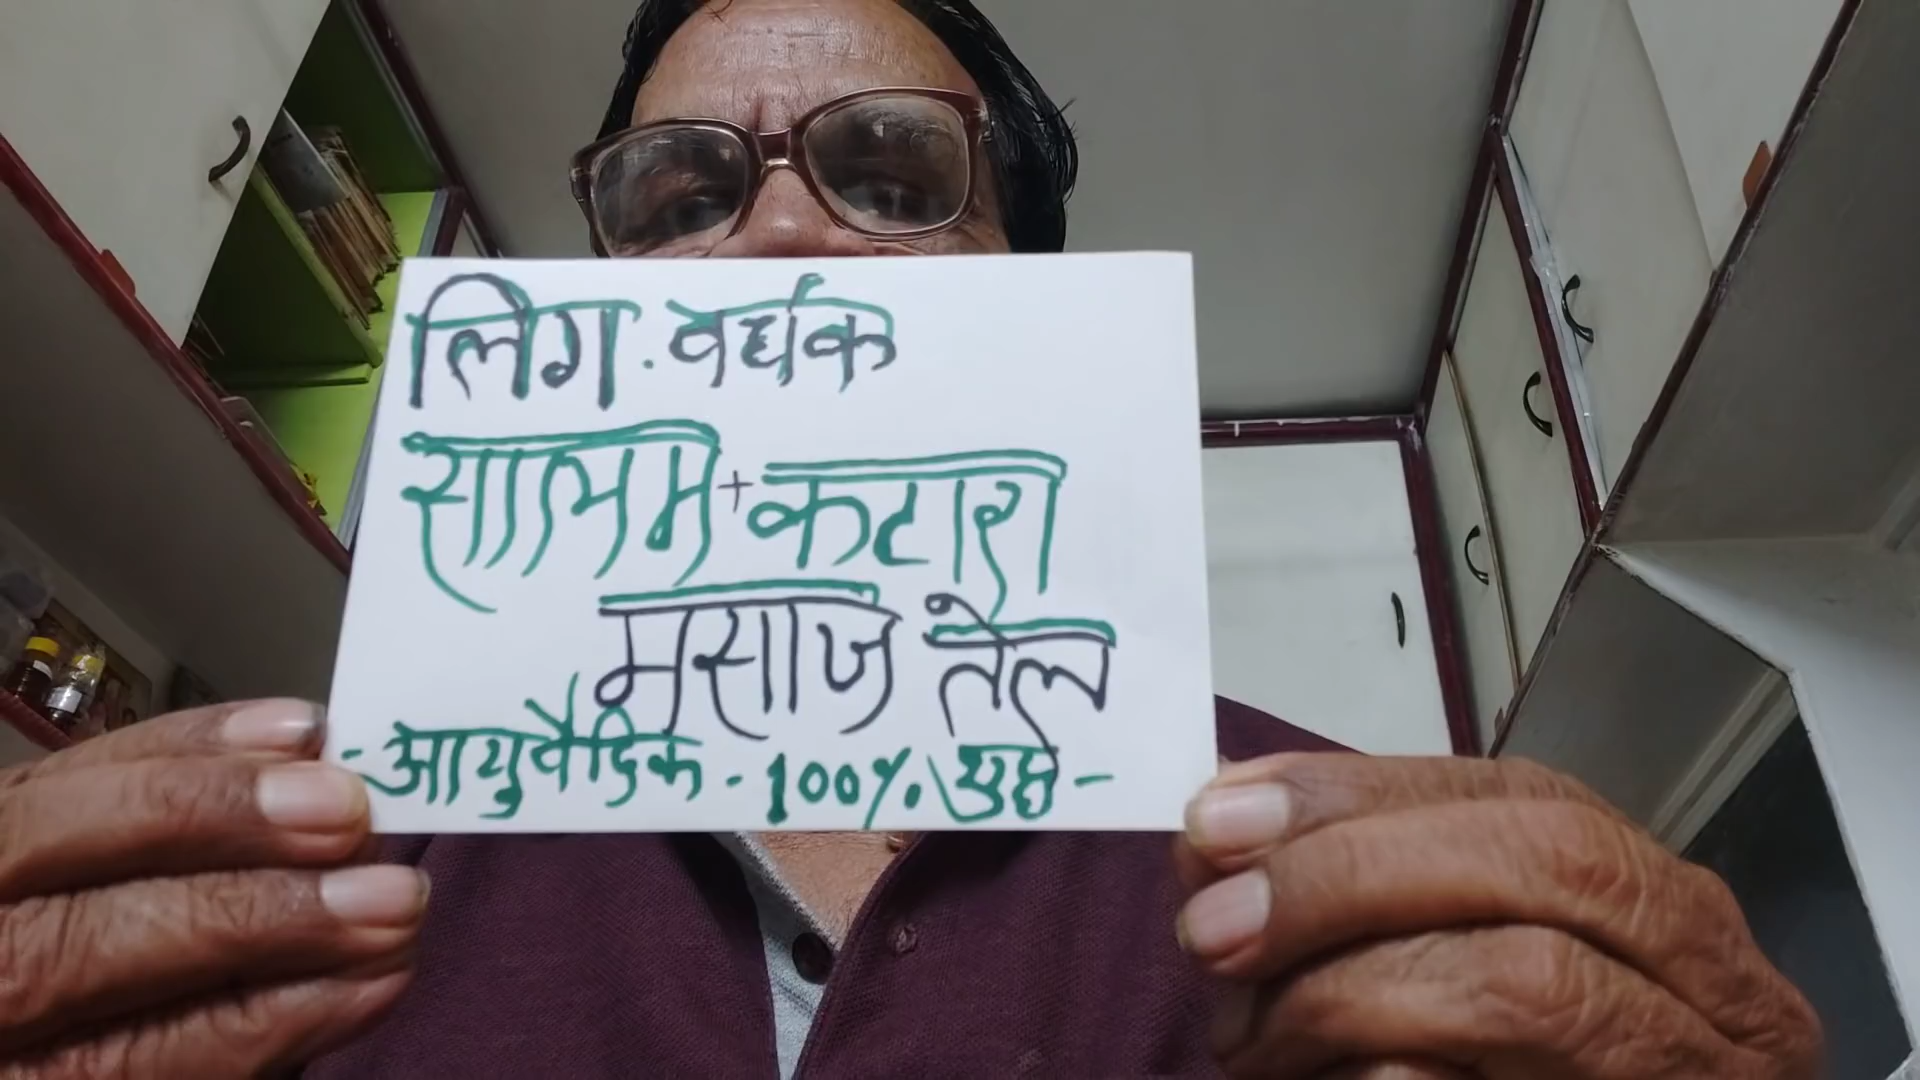 लिंग. वर्धक
सालम + कटारा
मसाज तेल
- आयुर्वैदिक - 100% शुद्ध -